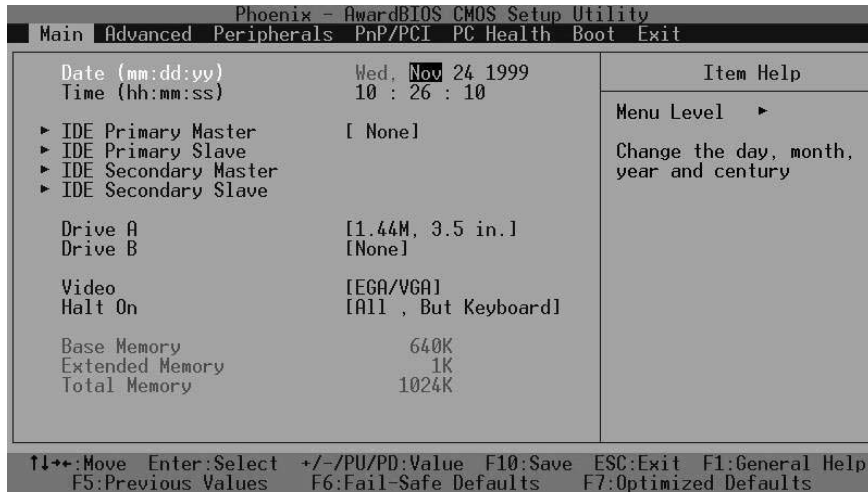 Phoenix - AwardBIOS CMOS Setup Utility
Main Advanced Peripherals PnP/PCI PC Health Boot Exit
Date (mm:dd:yy) Wed, Nov 24 1999
Time (hh:mm:ss) 10 : 26 : 10
► IDE Primary Master [ None]
► IDE Primary Slave
► IDE Secondary Master
► IDE Secondary Slave
Drive A [1.44M, 3.5 in.]
Drive B [None]
Video [EGA/VGA]
Halt On [All , But Keyboard]
Base Memory 640K
Extended Memory 1K
Total Memory 1024K
Item Help
Menu Level ►
Change the day, month,
year and century
↑↓→←:Move Enter:Select +/-/PU/PD:Value F10:Save ESC:Exit F1:General Help
F5:Previous Values F6:Fail-Safe Defaults F7:Optimized Defaults